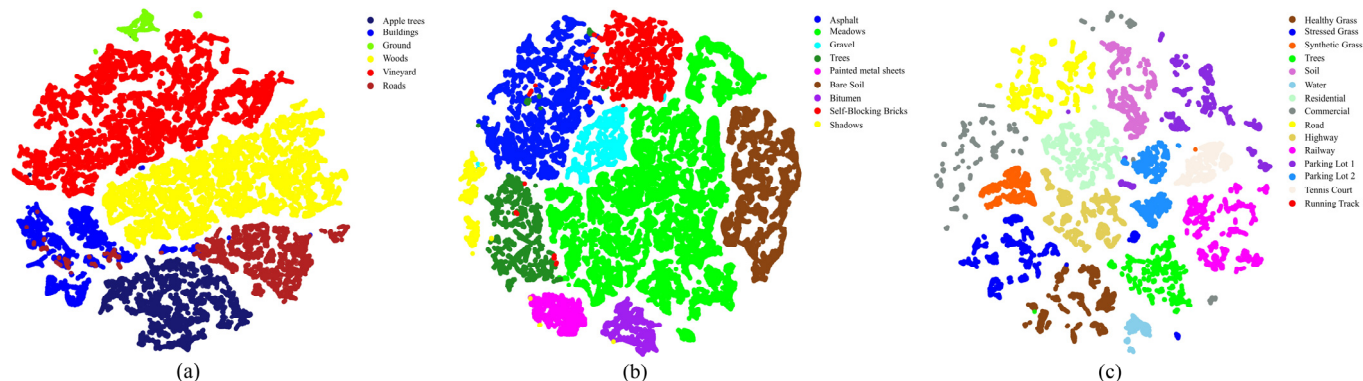 Apple trees
Buildings
Ground
Woods
Vineyard
Roads
(a)
Asphalt
Meadows
Gravel
Trees
Painted metal sheets
Bare Soil
Bitumen
Self-Blocking Bricks
Shadows
(b)
Healthy Grass
Stressed Grass
Synthetic Grass
Trees
Soil
Water
Residential
Commercial
Road
Highway
Railway
Parking Lot 1
Parking Lot 2
Tennis Court
Running Track
(c)